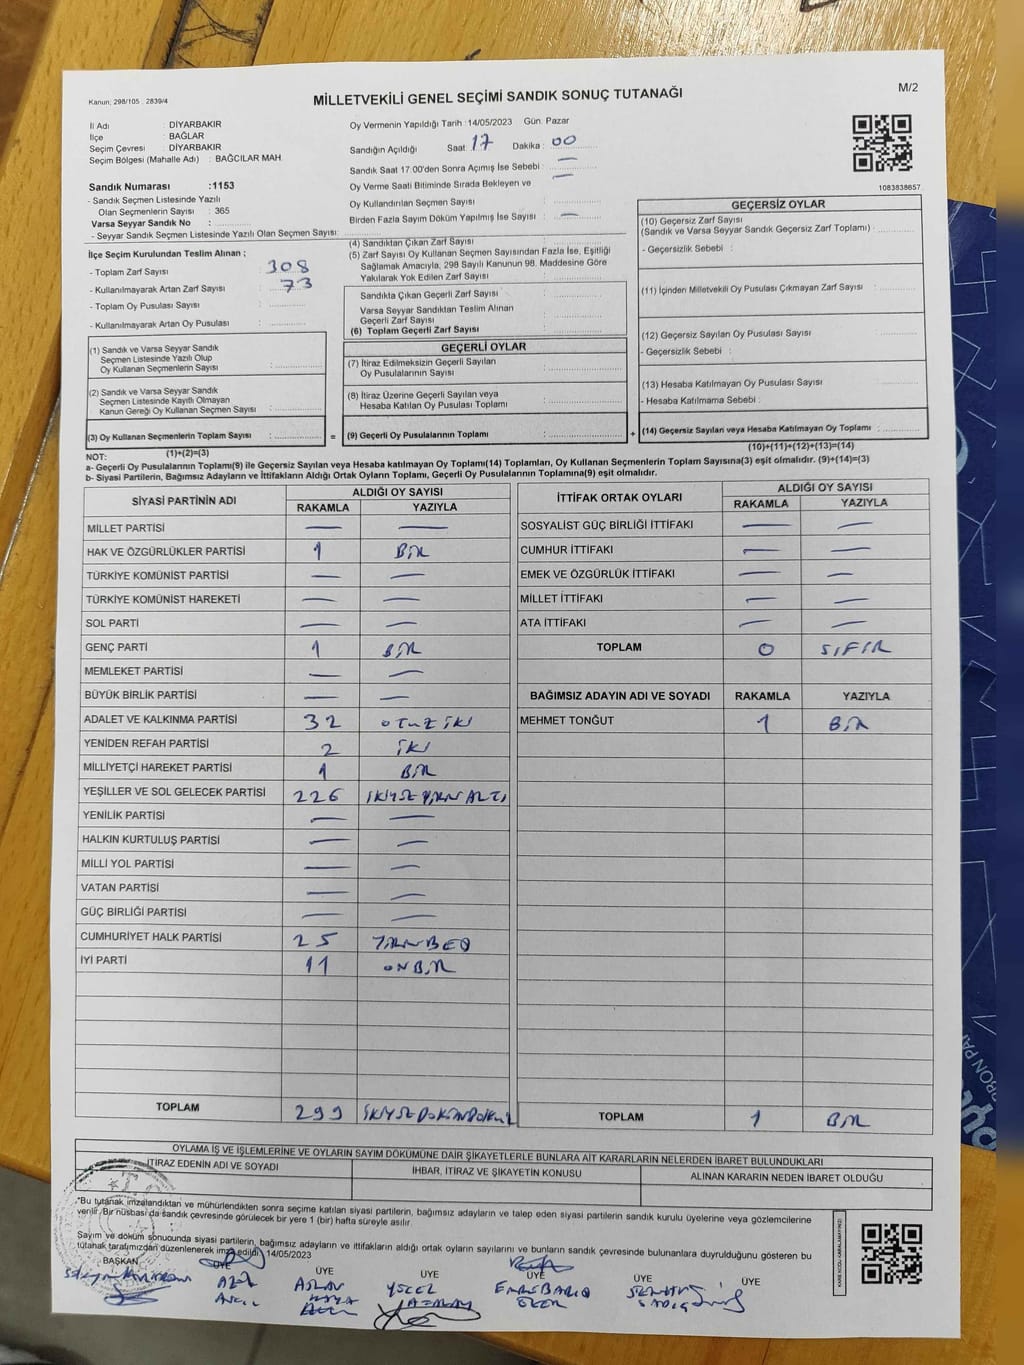 M/2
Kanun: 298/105 . 2839/4
MİLLETVEKİLİ GENEL SEÇİMİ SANDIK SONUÇ TUTANAĞI
İl Adı : DİYARBAKIR
İlçe : BAĞLAR
Seçim Çevresi : DİYARBAKIR
Seçim Bölgesi (Mahalle Adı) : BAĞCILAR MAH.
Sandık Numarası :1153
- Sandık Seçmen Listesinde Yazılı
Olan Seçmenlerin Sayısı : 365
Varsa Seyyar Sandık No :
- Seyyar Sandık Seçmen Listesinde Yazılı Olan Seçmen Sayısı:
Oy Vermenin Yapıldığı Tarih : 14/05/2023 Gün: Pazar
Sandığın Açıldığı Saat : 17 Dakika : 00
Sandık Saat 17:00'den Sonra Açımış İse Sebebi : —
Oy Verme Saati Bitiminde Sırada Bekleyen ve —
Oy Kullandırılan Seçmen Sayısı
Birden Fazla Sayım Döküm Yapılmış İse Sayısı : —
1083838657
İlçe Seçim Kurulundan Teslim Alınan ;
- Toplam Zarf Sayısı : 308
- Kullanılmayarak Artan Zarf Sayısı : 73
- Toplam Oy Pusulası Sayısı :
- Kullanılmayarak Artan Oy Pusulası :
(1) Sandık ve Varsa Seyyar Sandık
Seçmen Listesinde Yazılı Olup
Oy Kullanan Seçmenlerin Sayısı :
(2) Sandık ve Varsa Seyyar Sandık
Seçmen Listesinde Kayıtlı Olmayan
Kanun Gereği Oy Kullanan Seçmen Sayısı :
(3) Oy Kullanan Seçmenlerin Toplam Sayısı :
(1)+(2)=(3)
(4) Sandıktan Çıkan Zarf Sayısı :
(5) Zarf Sayısı Oy Kullanan Seçmen Sayısından Fazla İse, Eşitliği
Sağlamak Amacıyla, 298 Sayılı Kanunun 98. Maddesine Göre
Yakılarak Yok Edilen Zarf Sayısı :
Sandıkta Çıkan Geçerli Zarf Sayısı :
Varsa Seyyar Sandıktan Teslim Alınan
Geçerli Zarf Sayısı :
(6) Toplam Geçerli Zarf Sayısı :
GEÇERLİ OYLAR
(7) İtiraz Edilmeksizin Geçerli Sayılan
Oy Pusulalarının Sayısı :
(8) İtiraz Üzerine Geçerli Sayılan veya
Hesaba Katılan Oy Pusulası Toplamı :
= (9) Geçerli Oy Pusulalarının Toplamı :
GEÇERSİZ OYLAR
(10) Geçersiz Zarf Sayısı
(Sandık ve Varsa Seyyar Sandık Geçersiz Zarf Toplamı) :
- Geçersizlik Sebebi :
(11) İçinden Milletvekili Oy Pusulası Çıkmayan Zarf Sayısı :
(12) Geçersiz Sayılan Oy Pusulası Sayısı :
- Geçersizlik Sebebi :
(13) Hesaba Katılmayan Oy Pusulası Sayısı :
- Hesaba Katılmama Sebebi :
+ (14) Geçersiz Sayılan veya Hesaba Katılmayan Oy Toplamı :
(10)+(11)+(12)+(13)=(14)
NOT:
a- Geçerli Oy Pusulalarının Toplamı(9) ile Geçersiz Sayılan veya Hesaba katılmayan Oy Toplamı(14) Toplamları, Oy Kullanan Seçmenlerin Toplam Sayısına(3) eşit olmalıdır. (9)+(14)=(3)
b- Siyasi Partilerin, Bağımsız Adayların ve İttifakların Aldığı Ortak Oyların Toplamı, Geçerli Oy Pusulalarının Toplamına(9) eşit olmalıdır.
SİYASİ PARTİNİN ADI ALDIĞI OY SAYISI
RAKAMLA YAZIYLA
MİLLET PARTİSİ — —
HAK VE ÖZGÜRLÜKLER PARTİSİ 1 BİR
TÜRKİYE KOMÜNİST PARTİSİ — —
TÜRKİYE KOMÜNİST HAREKETİ — —
SOL PARTİ — —
GENÇ PARTİ 1 BİR
MEMLEKET PARTİSİ — —
BÜYÜK BİRLİK PARTİSİ — —
ADALET VE KALKINMA PARTİSİ 32 OTUZ İKİ
YENİDEN REFAH PARTİSİ 2 İKİ
MİLLİYETÇİ HAREKET PARTİSİ 1 BİR
YEŞİLLER VE SOL GELECEK PARTİSİ 226 İKİYÜZ YİRMİ ALTI
YENİLİK PARTİSİ — —
HALKIN KURTULUŞ PARTİSİ — —
MİLLİ YOL PARTİSİ — —
VATAN PARTİSİ — —
GÜÇ BİRLİĞİ PARTİSİ — —
CUMHURİYET HALK PARTİSİ 25 YİRMİBEŞ
İYİ PARTİ 11 ONBİR
TOPLAM 299 İKİYÜZDOKSANDOKUZ
İTTİFAK ORTAK OYLARI ALDIĞI OY SAYISI
RAKAMLA YAZIYLA
SOSYALİST GÜÇ BİRLİĞİ İTTİFAKI — —
CUMHUR İTTİFAKI — —
EMEK VE ÖZGÜRLÜK İTTİFAKI — —
MİLLET İTTİFAKI — —
ATA İTTİFAKI — —
TOPLAM 0 SIFIR
BAĞIMSIZ ADAYIN ADI VE SOYADI RAKAMLA YAZIYLA
MEHMET TONĞUT 1 BİR
TOPLAM 1 BİR
OYLAMA İŞ VE İŞLEMLERİNE VE OYLARIN SAYIM DÖKÜMÜNE DAİR ŞİKAYETLERLE BUNLARA AİT KARARLARIN NELERDEN İBARET BULUNDUKLARI
İTİRAZ EDENİN ADI VE SOYADI İHBAR, İTİRAZ VE ŞİKAYETİN KONUSU ALINAN KARARIN NEDEN İBARET OLDUĞU
*Bu tutanak imzalandıktan ve mühürlendikten sonra seçime katılan siyasi partilerin, bağımsız adayların ve talep eden siyasi partilerin sandık kurulu üyelerine veya gözlemcilerine
verilir. Bir nüshası da sandık çevresinde görülecek bir yere 1 (bir) hafta süreyle asılır.
Sayım ve döküm sonucunda siyasi partilerin, bağımsız adayların ve ittifakların aldığı ortak oyların sayılarını ve bunların sandık çevresinde bulunanlara duyrulduğunu gösteren bu
tutanak tarafımızdan düzenlenerek imza edildi. 14/05/2023
BAŞKAN ÜYE ÜYE ÜYE ÜYE ÜYE ÜYE